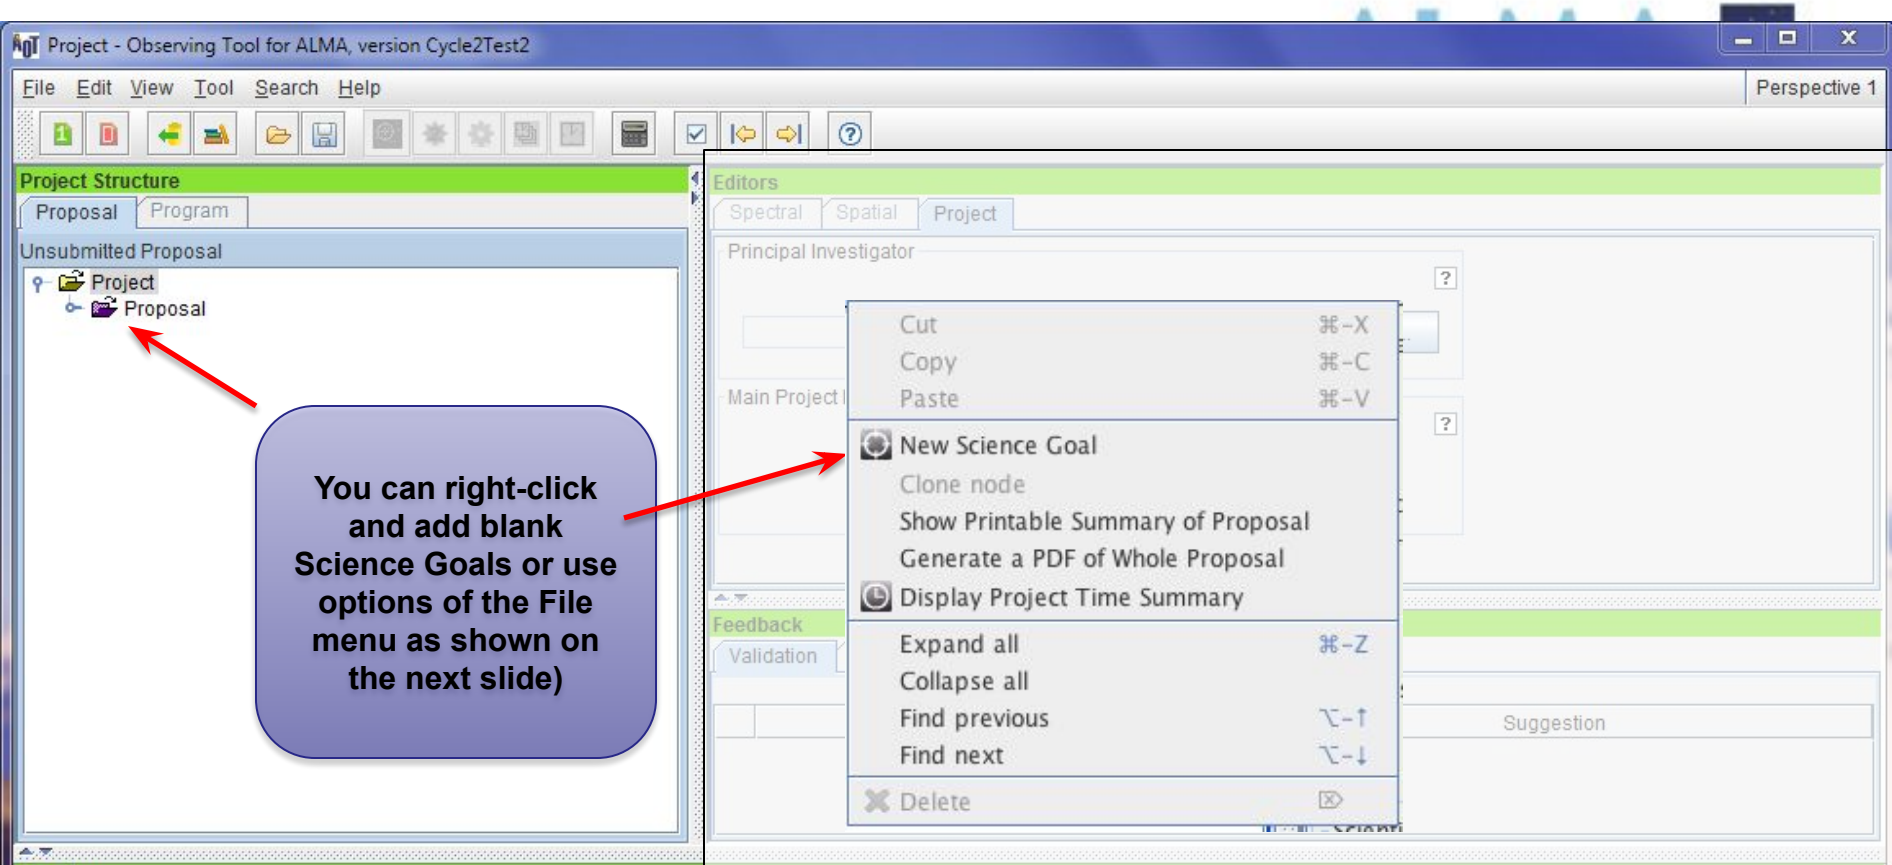 Project - Observing Tool for ALMA, version Cycle2Test2
File Edit View Tool Search Help
Perspective 1
Project Structure
Proposal Program
Unsubmitted Proposal
Project
Proposal
You can right-click
and add blank
Science Goals or use
options of the File
menu as shown on
the next slide)
Editors
Spectral Spatial Project
Principal Investigator
?
Main Project
?
Cut ⌘-X
Copy ⌘-C
Paste ⌘-V
New Science Goal
Clone node
Show Printable Summary of Proposal
Generate a PDF of Whole Proposal
Display Project Time Summary
Expand all ⌘-Z
Collapse all
Find previous ⌥-↑
Find next ⌥-↓
Delete ⌦
Feedback
Validation
Suggestion